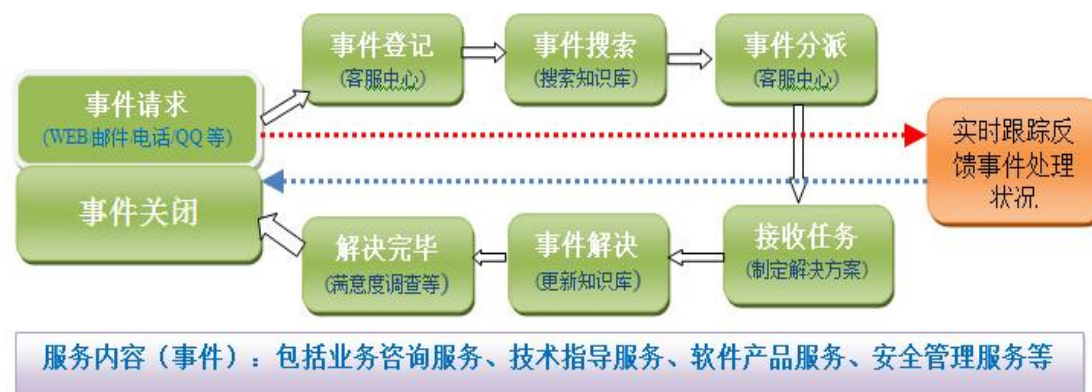 事件登记
(客服中心)
事件搜索
(搜索知识库)
事件分派
(客服中心)
事件请求
(WEB 邮件 电话/QQ 等)
实时跟踪反
馈事件处理
状况
事件关闭
解决完毕
(满意度调查等)
事件解决
(更新知识库)
接收任务
(制定解决方案)
服务内容（事件）：包括业务咨询服务、技术指导服务、软件产品服务、安全管理服务等